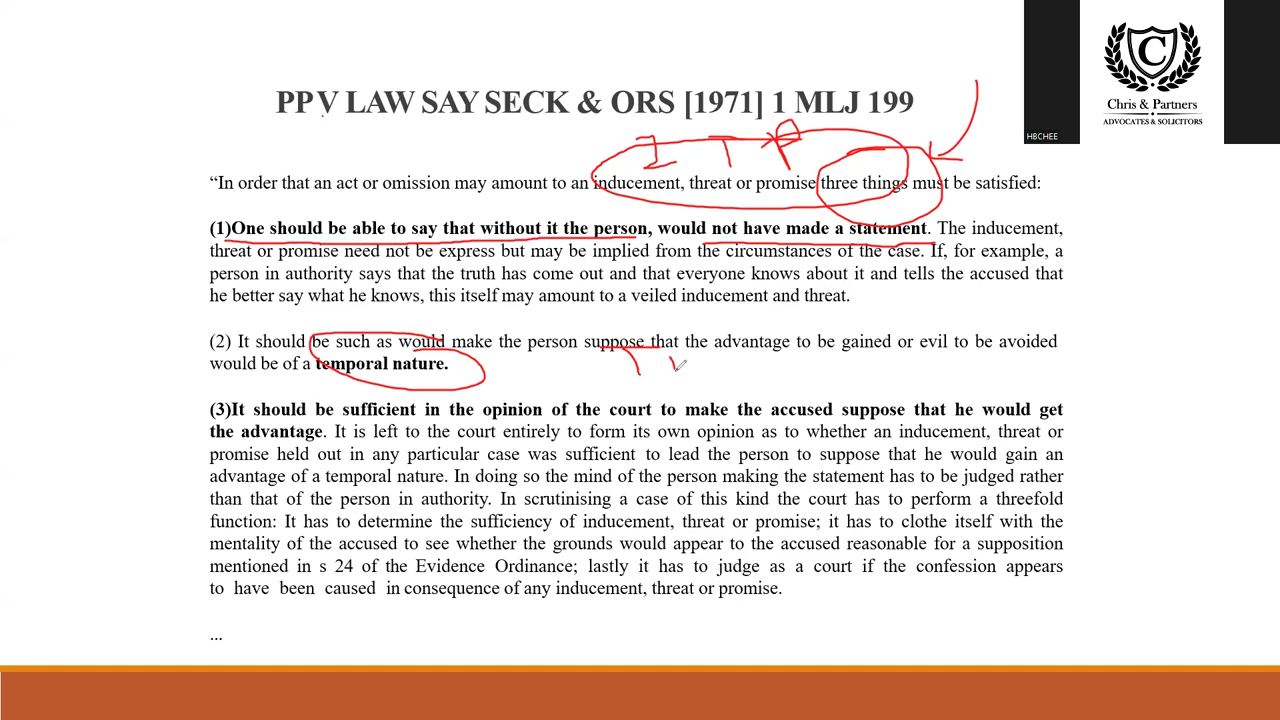 C
Chris & Partners
ADVOCATES & SOLICITORS
HBCHEE
PP V LAW SAY SECK & ORS [1971] 1 MLJ 199
I T P
“In order that an act or omission may amount to an inducement, threat or promise three things must be satisfied:
(1)One should be able to say that without it the person, would not have made a statement. The inducement,
threat or promise need not be express but may be implied from the circumstances of the case. If, for example, a
person in authority says that the truth has come out and that everyone knows about it and tells the accused that
he better say what he knows, this itself may amount to a veiled inducement and threat.
(2) It should be such as would make the person suppose that the advantage to be gained or evil to be avoided
would be of a temporal nature.
(3)It should be sufficient in the opinion of the court to make the accused suppose that he would get
the advantage. It is left to the court entirely to form its own opinion as to whether an inducement, threat or
promise held out in any particular case was sufficient to lead the person to suppose that he would gain an
advantage of a temporal nature. In doing so the mind of the person making the statement has to be judged rather
than that of the person in authority. In scrutinising a case of this kind the court has to perform a threefold
function: It has to determine the sufficiency of inducement, threat or promise; it has to clothe itself with the
mentality of the accused to see whether the grounds would appear to the accused reasonable for a supposition
mentioned in s 24 of the Evidence Ordinance; lastly it has to judge as a court if the confession appears
to have been caused in consequence of any inducement, threat or promise.
...